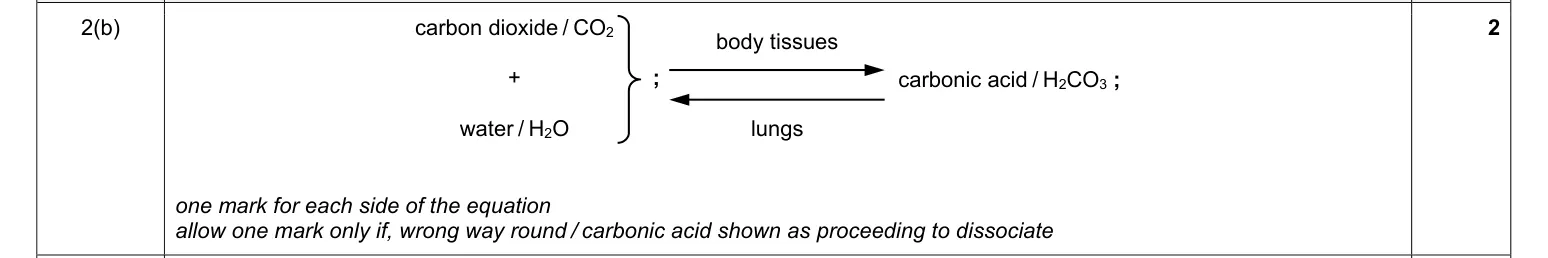 2(b)
carbon dioxide / CO₂
+
water / H₂O
;
body tissues
lungs
carbonic acid / H₂CO₃ ;
2
one mark for each side of the equation
allow one mark only if, wrong way round / carbonic acid shown as proceeding to dissociate